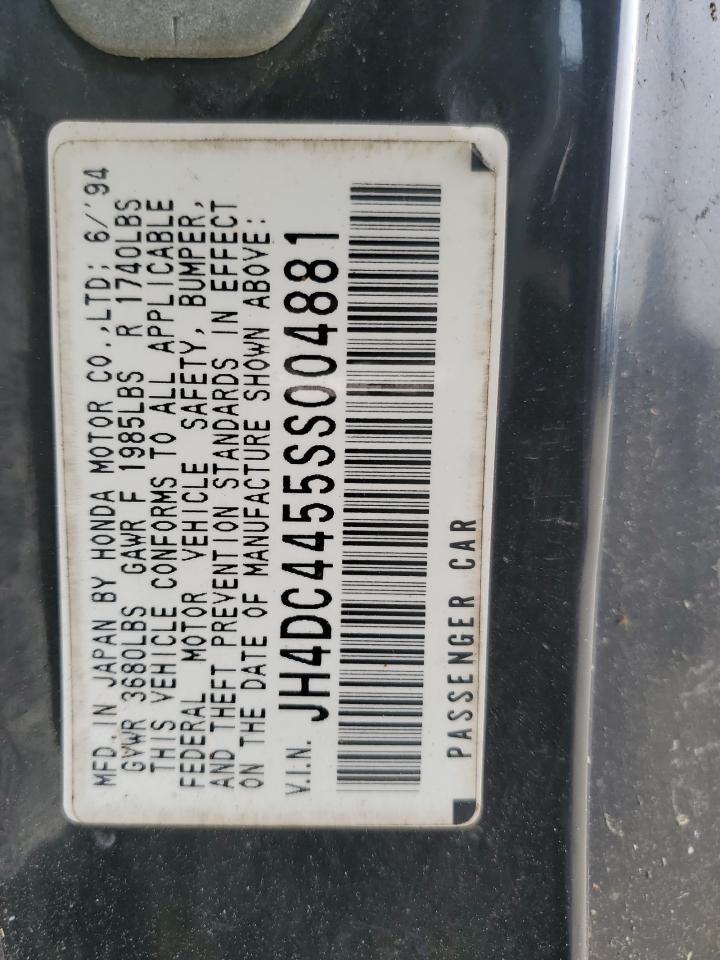 MFD.IN JAPAN BY HONDA MOTOR CO.,LTD; 6/'94
GVWR 3680LBS GAWR F 1985LBS R 1740LBS
THIS VEHICLE CONFORMS TO ALL APPLICABLE
FEDERAL MOTOR VEHICLE SAFETY, BUMPER,
AND THEFT PREVENTION STANDARDS IN EFFECT
ON THE DATE OF MANUFACTURE SHOWN ABOVE:
V.I.N. JH4DC4455SS004881
PASSENGER CAR